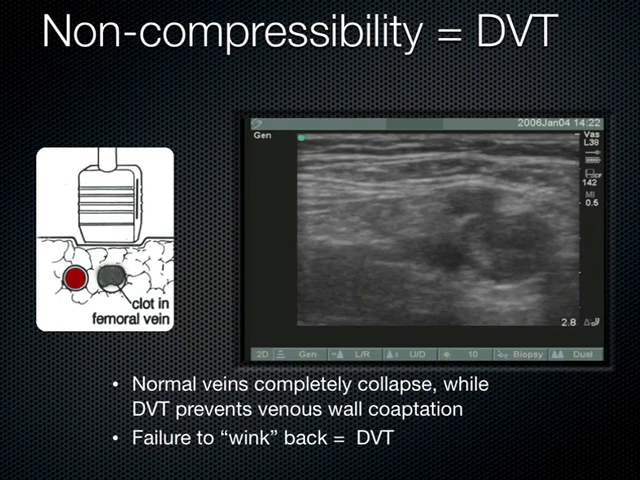 Non-compressibility = DVT
2006Jan04 14:22
Gen
Vas
L38
142
MI
0.5
clot in
femoral vein
2.8
2D Gen L/R U/D 10 Biopsy Dual
• Normal veins completely collapse, while
DVT prevents venous wall coaptation
• Failure to “wink” back = DVT